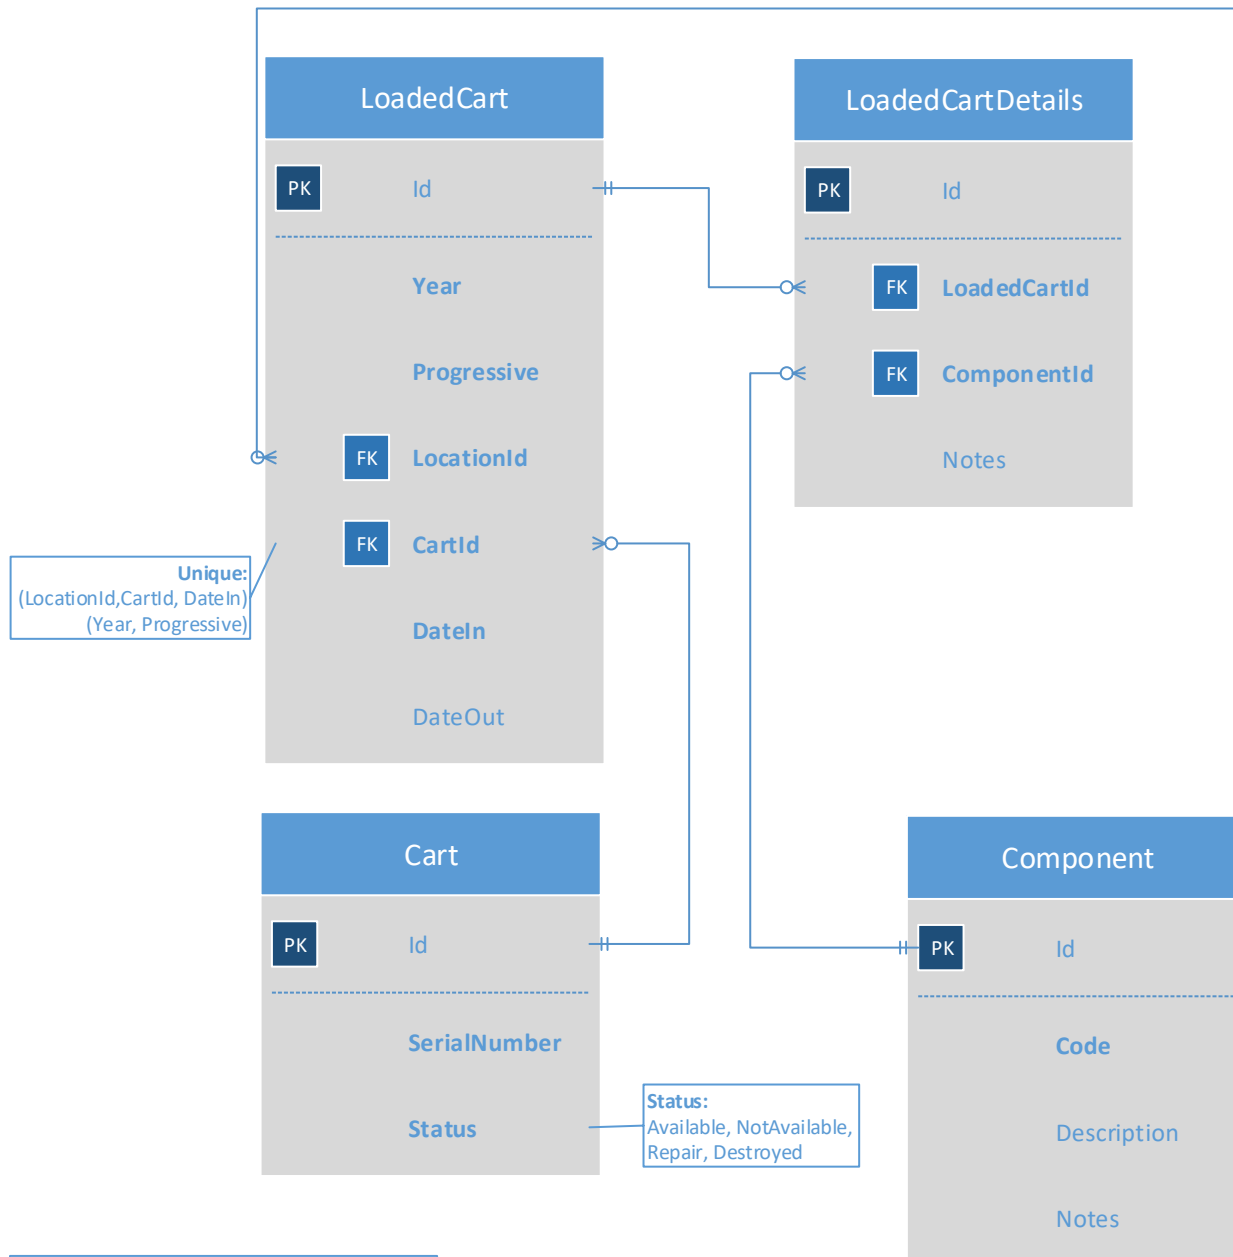 LoadedCart
PK Id
Year
Progressive
FK LocationId
FK CartId
DateIn
DateOut
Unique:
(LocationId,CartId, DateIn)
(Year, Progressive)
LoadedCartDetails
PK Id
FK LoadedCartId
FK ComponentId
Notes
Cart
PK Id
SerialNumber
Status
Status:
Available, NotAvailable,
Repair, Destroyed
Component
PK Id
Code
Description
Notes